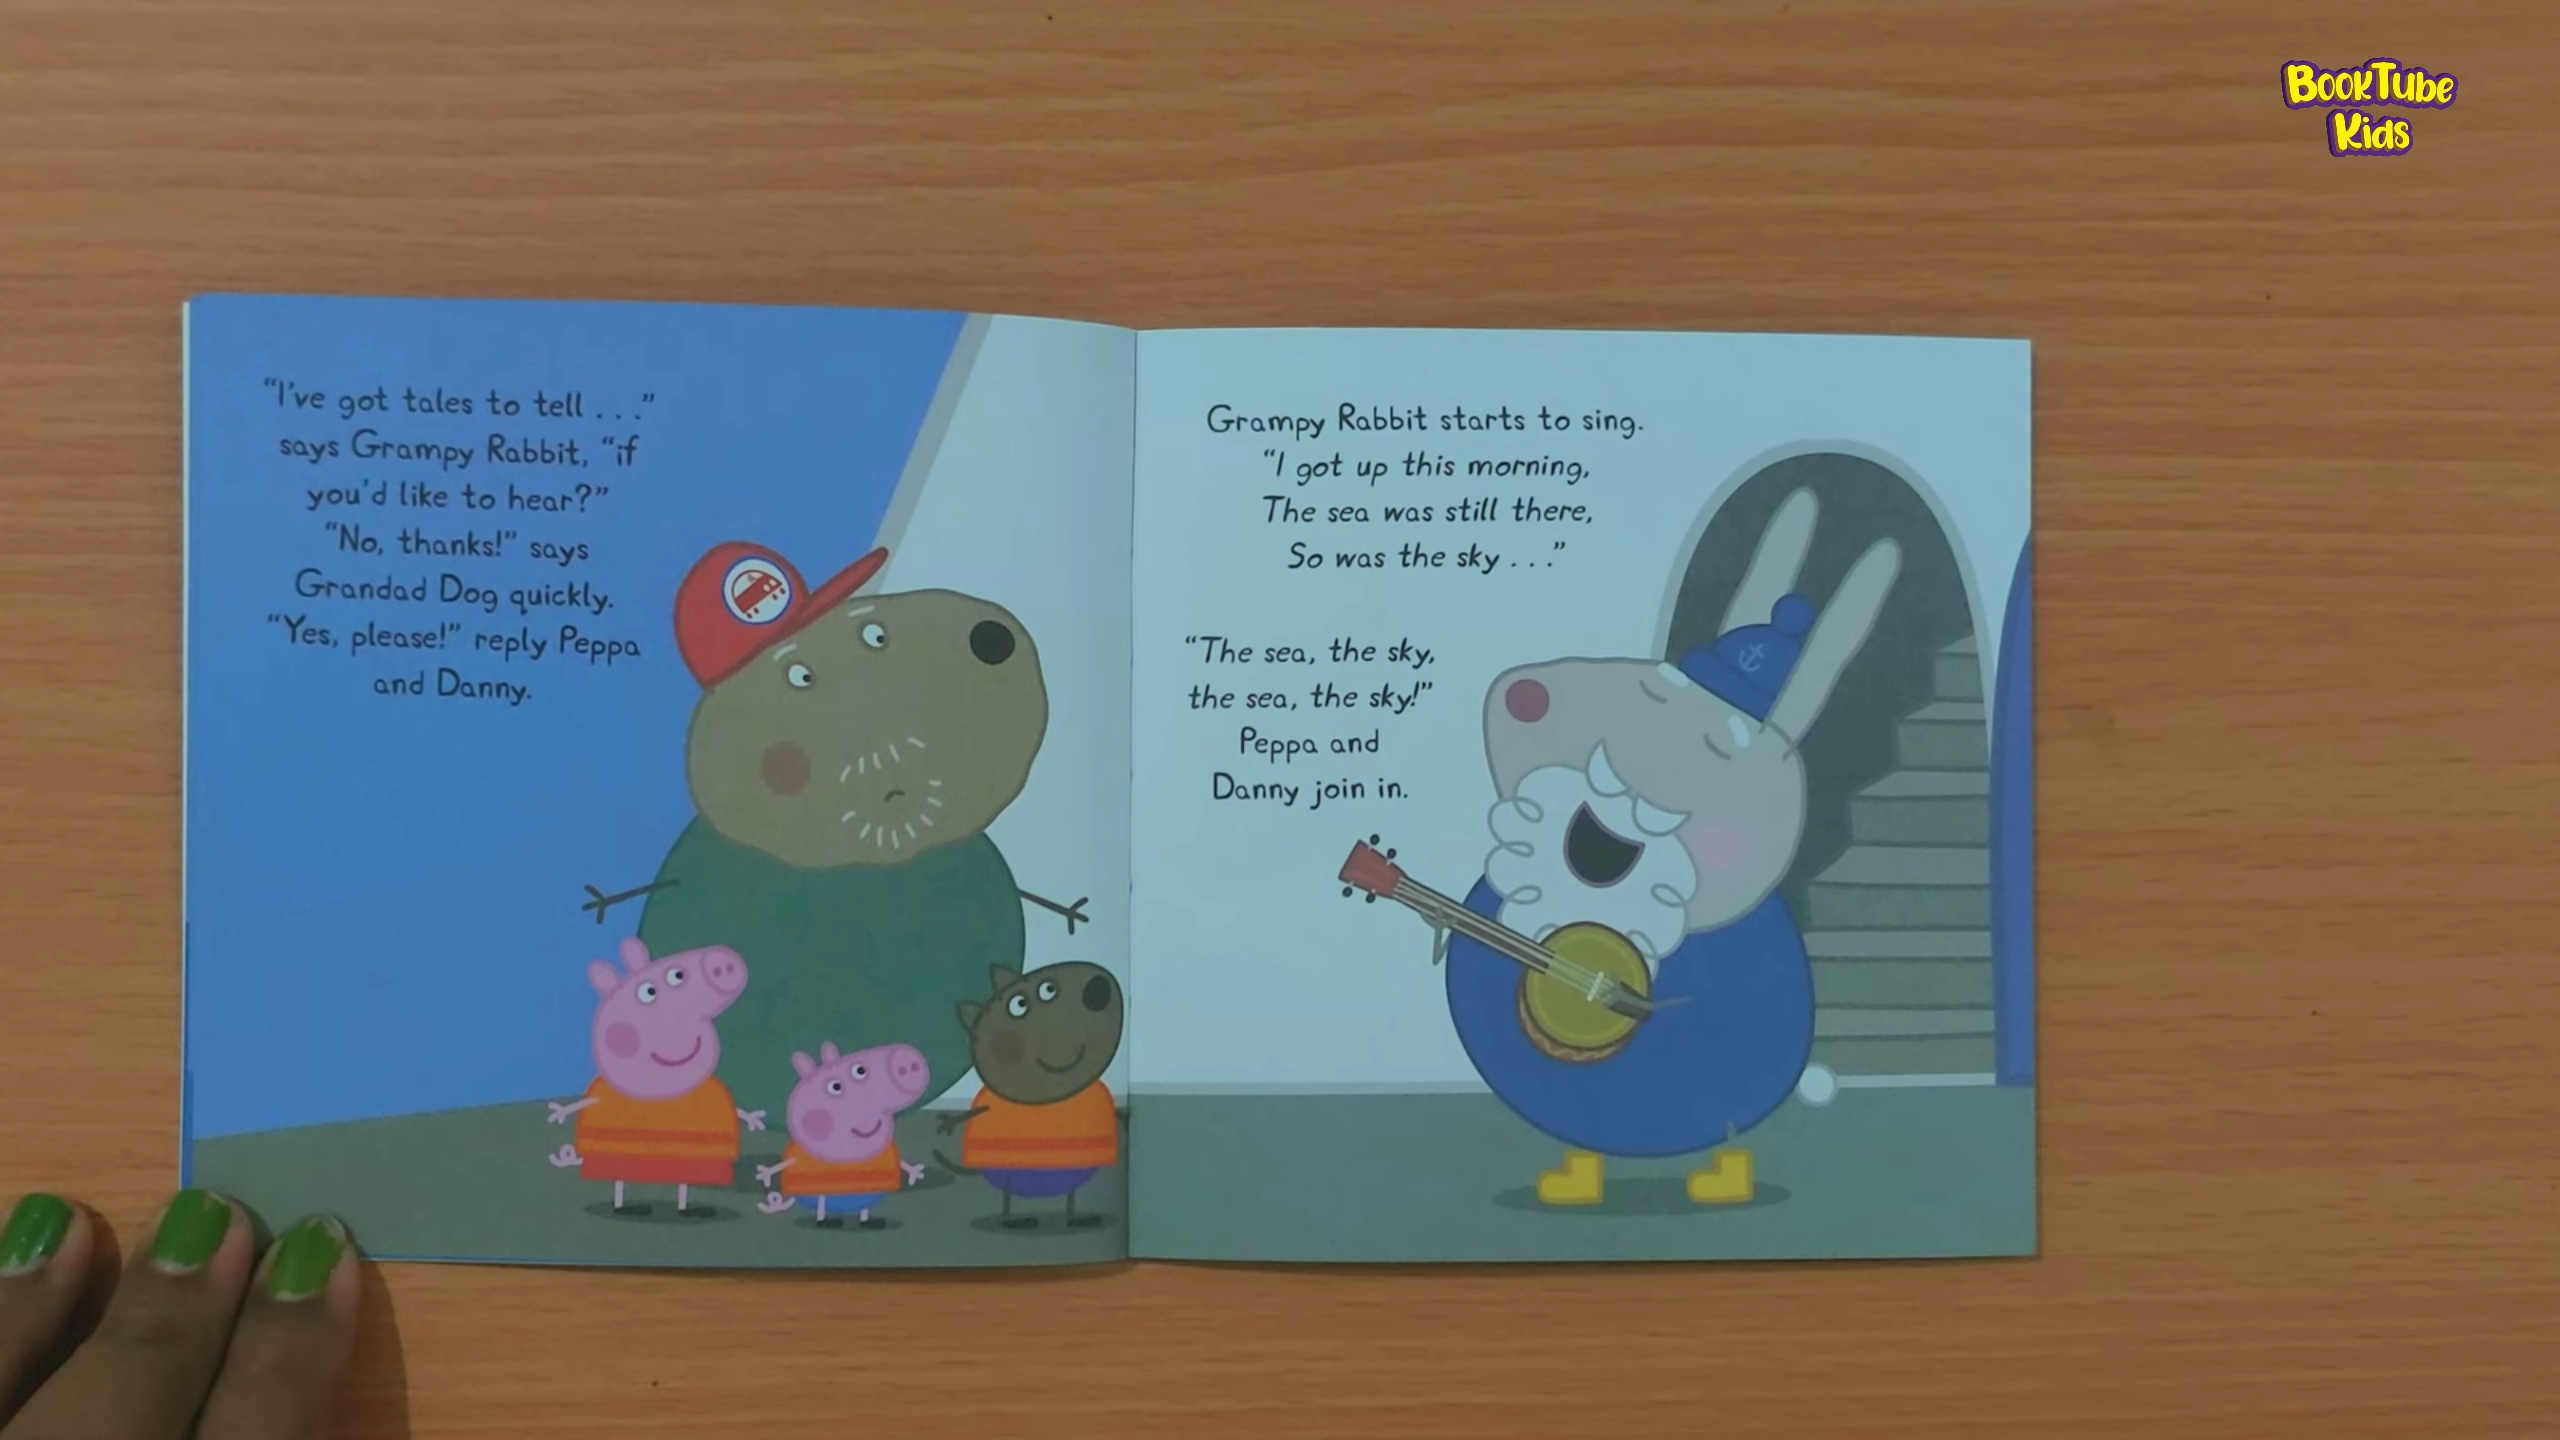 “I’ve got tales to tell . . .”
says Grampy Rabbit, “if
you’d like to hear?”
“No, thanks!” says
Grandad Dog quickly.
“Yes, please!” reply Peppa
and Danny.
Grampy Rabbit starts to sing.
“I got up this morning,
The sea was still there,
So was the sky . . .”
“The sea, the sky,
the sea, the sky!”
Peppa and
Danny join in.
BookTube
Kids